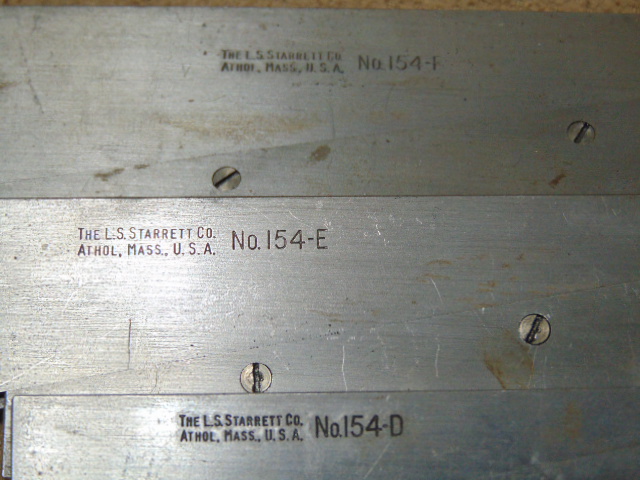 THE L.S. STARRETT CO.
ATHOL, MASS., U.S.A.
No.154-F
THE L.S. STARRETT CO.
ATHOL, MASS., U.S.A.
No.154-E
THE L.S. STARRETT CO.
ATHOL, MASS., U.S.A.
No.154-D